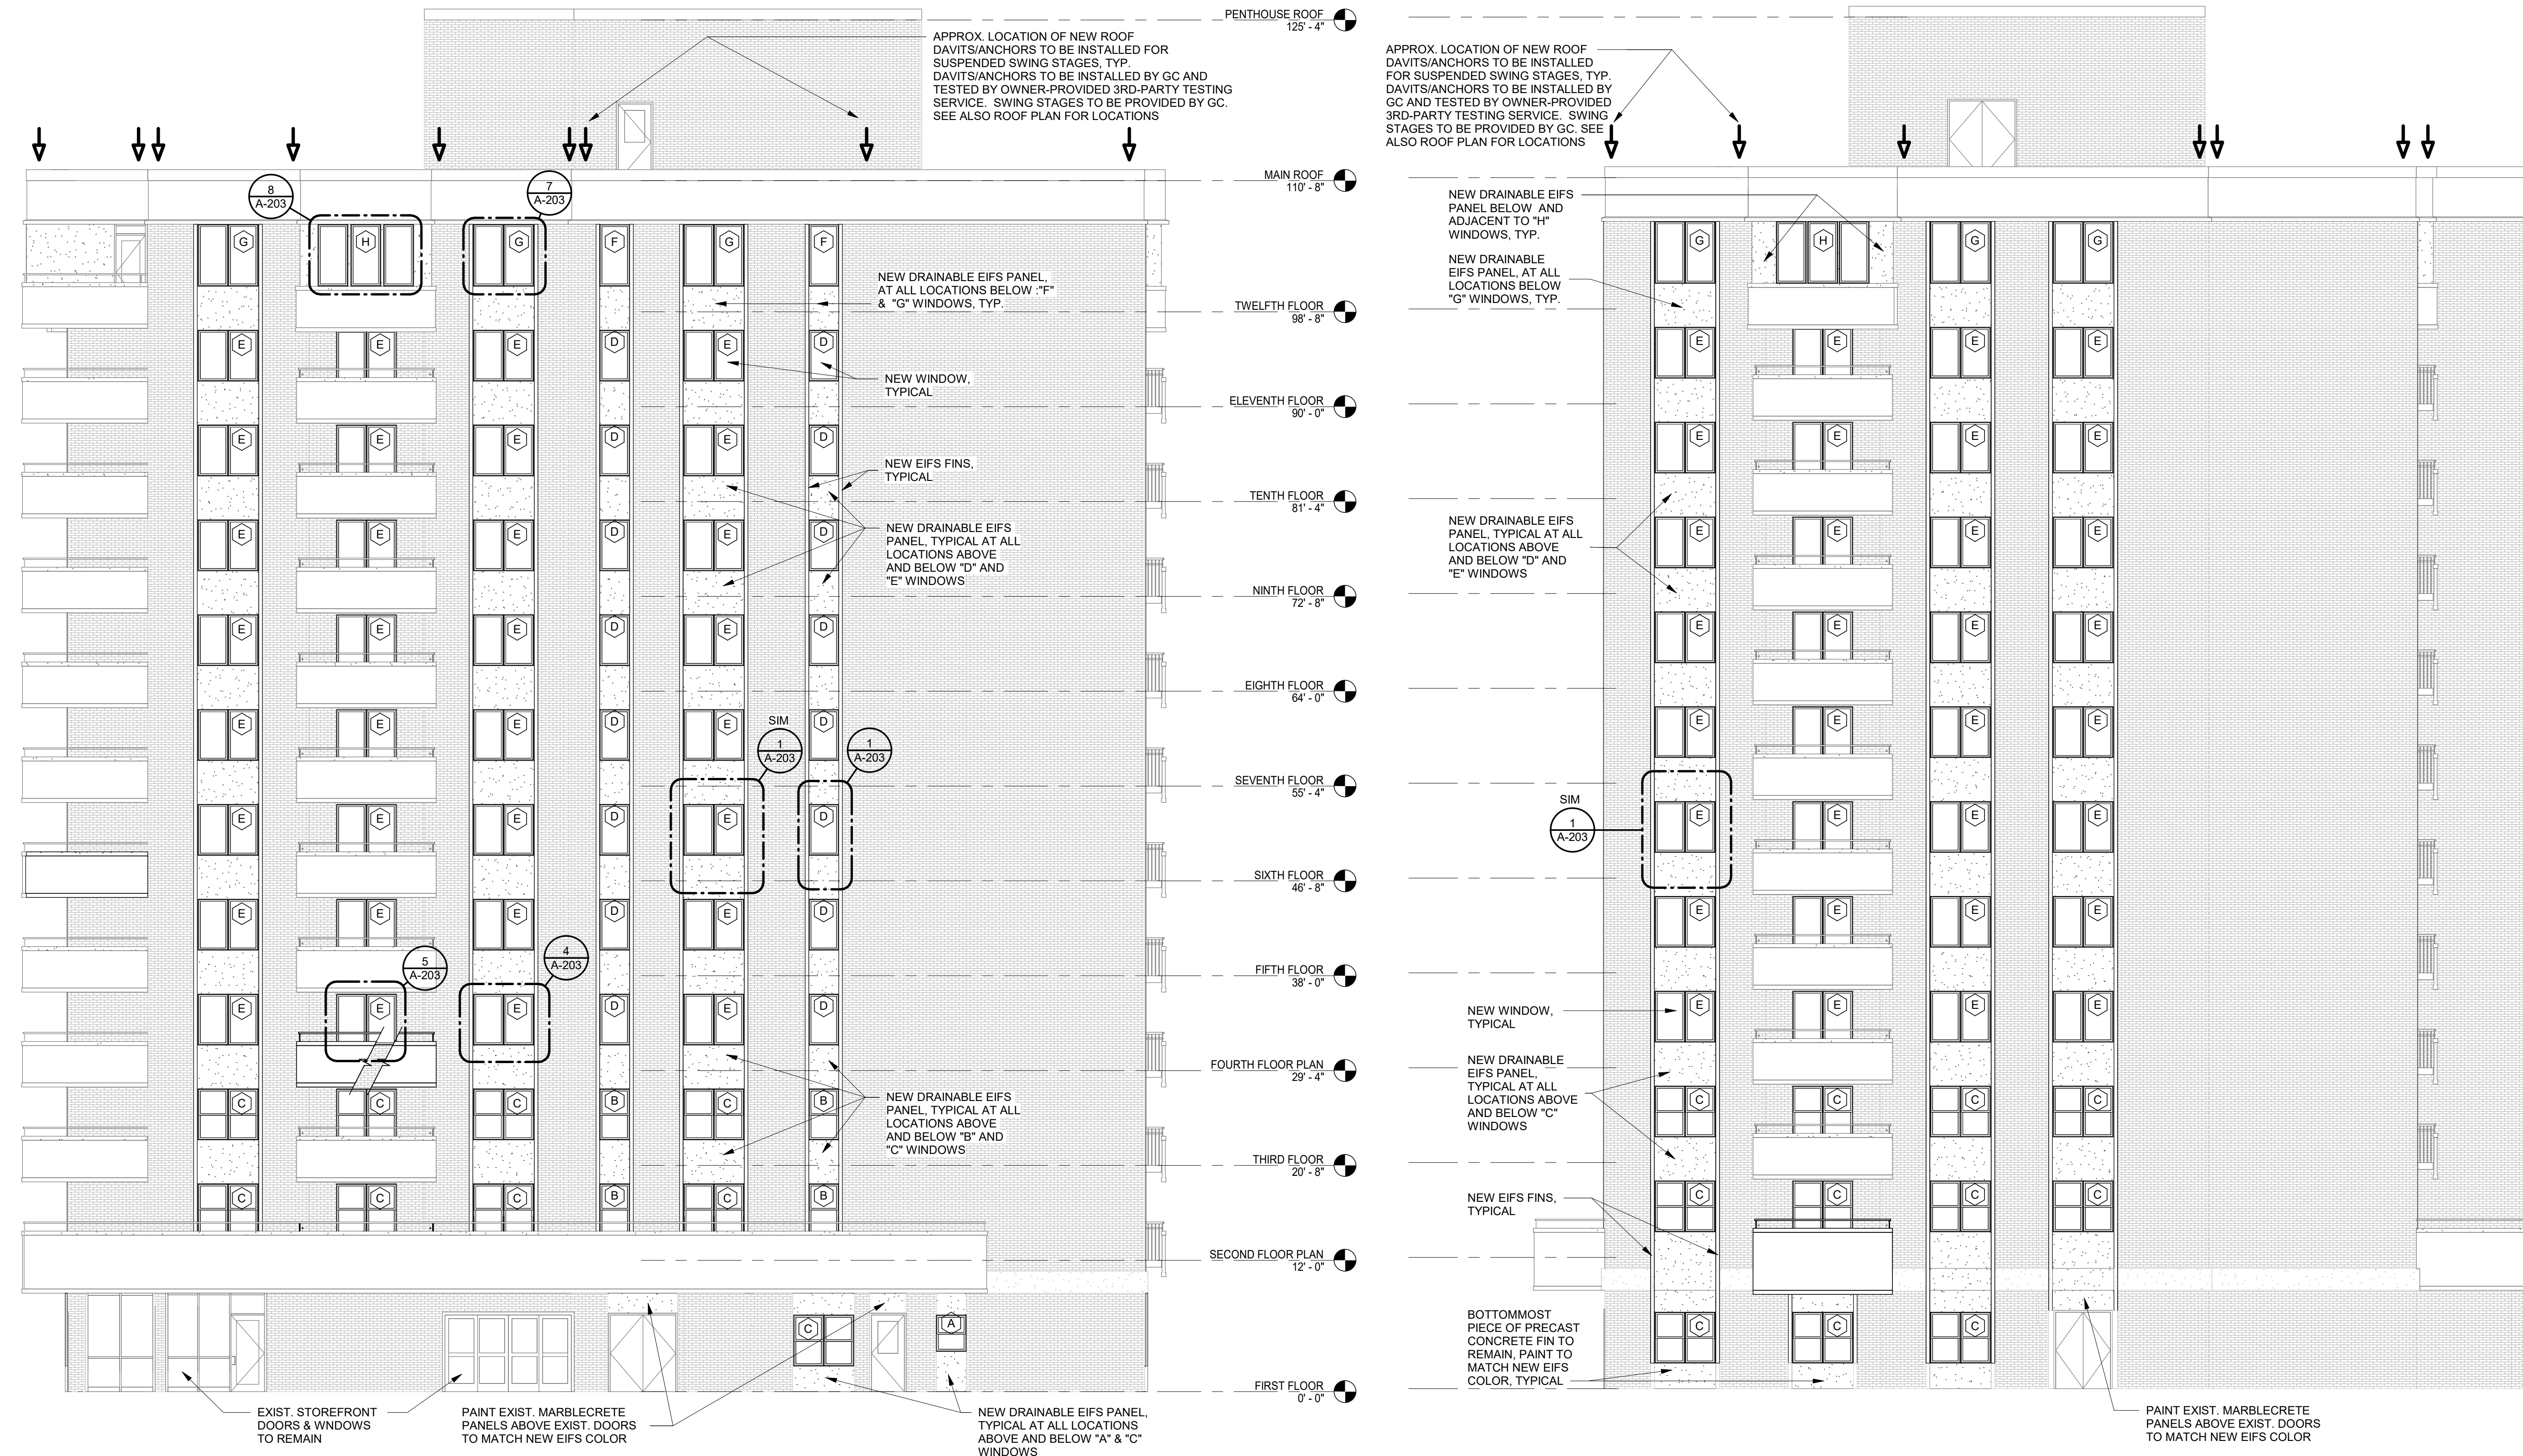 PENTHOUSE ROOF
125' - 4"
APPROX. LOCATION OF NEW ROOF
DAVITS/ANCHORS TO BE INSTALLED FOR
SUSPENDED SWING STAGES, TYP.
DAVITS/ANCHORS TO BE INSTALLED BY GC AND
TESTED BY OWNER-PROVIDED 3RD-PARTY TESTING
SERVICE. SWING STAGES TO BE PROVIDED BY GC.
SEE ALSO ROOF PLAN FOR LOCATIONS
MAIN ROOF
110' - 8"
8
A-203
7
A-203
G
H
G
F
G
F
NEW DRAINABLE EIFS PANEL,
AT ALL LOCATIONS BELOW :"F"
& "G" WINDOWS, TYP.
TWELFTH FLOOR
98' - 8"
E
E
E
D
E
D
NEW WINDOW,
TYPICAL
ELEVENTH FLOOR
90' - 0"
E
E
E
D
E
D
NEW EIFS FINS,
TYPICAL
TENTH FLOOR
81' - 4"
E
E
E
D
E
D
NEW DRAINABLE EIFS
PANEL, TYPICAL AT ALL
LOCATIONS ABOVE
AND BELOW "D" AND
"E" WINDOWS
NINTH FLOOR
72' - 8"
E
E
E
D
E
D
EIGHTH FLOOR
64' - 0"
E
E
E
D
E
D
SIM
1
A-203
1
A-203
SEVENTH FLOOR
55' - 4"
E
E
E
D
E
D
SIXTH FLOOR
46' - 8"
E
E
E
D
E
D
5
A-203
4
A-203
FIFTH FLOOR
38' - 0"
E
E
E
D
E
D
FOURTH FLOOR PLAN
29' - 4"
C
C
C
B
C
B
NEW DRAINABLE EIFS
PANEL, TYPICAL AT ALL
LOCATIONS ABOVE
AND BELOW "B" AND
"C" WINDOWS
THIRD FLOOR
20' - 8"
C
C
C
B
C
B
SECOND FLOOR PLAN
12' - 0"
C
A
FIRST FLOOR
0' - 0"
EXIST. STOREFRONT
DOORS & WNDOWS
TO REMAIN
PAINT EXIST. MARBLECRETE
PANELS ABOVE EXIST. DOORS
TO MATCH NEW EIFS COLOR
NEW DRAINABLE EIFS PANEL,
TYPICAL AT ALL LOCATIONS
ABOVE AND BELOW "A" & "C"
WINDOWS
APPROX. LOCATION OF NEW ROOF
DAVITS/ANCHORS TO BE INSTALLED
FOR SUSPENDED SWING STAGES, TYP.
DAVITS/ANCHORS TO BE INSTALLED BY
GC AND TESTED BY OWNER-PROVIDED
3RD-PARTY TESTING SERVICE. SWING
STAGES TO BE PROVIDED BY GC. SEE
ALSO ROOF PLAN FOR LOCATIONS
NEW DRAINABLE EIFS
PANEL BELOW AND
ADJACENT TO "H"
WINDOWS, TYP.
G
H
G
G
NEW DRAINABLE
EIFS PANEL, AT ALL
LOCATIONS BELOW
"G" WINDOWS, TYP.
E
E
E
E
E
E
E
E
NEW DRAINABLE EIFS
PANEL, TYPICAL AT ALL
LOCATIONS ABOVE
AND BELOW "D" AND
"E" WINDOWS
E
E
E
E
E
E
E
E
E
E
E
E
SIM
1
A-203
E
E
E
E
E
E
E
E
NEW WINDOW,
TYPICAL
E
E
E
E
NEW DRAINABLE
EIFS PANEL,
TYPICAL AT ALL
LOCATIONS ABOVE
AND BELOW "C"
WINDOWS
C
C
C
C
NEW EIFS FINS,
TYPICAL
C
C
C
C
BOTTOMMOST
PIECE OF PRECAST
CONCRETE FIN TO
REMAIN, PAINT TO
MATCH NEW EIFS
COLOR, TYPICAL
C
C
C
PAINT EXIST. MARBLECRETE
PANELS ABOVE EXIST. DOORS
TO MATCH NEW EIFS COLOR